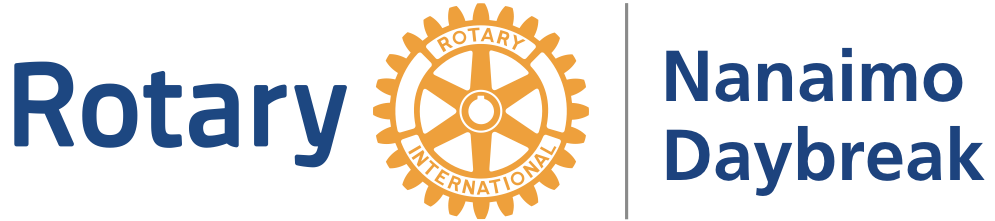 Rotary
ROTARY
INTERNATIONAL
Nanaimo
Daybreak